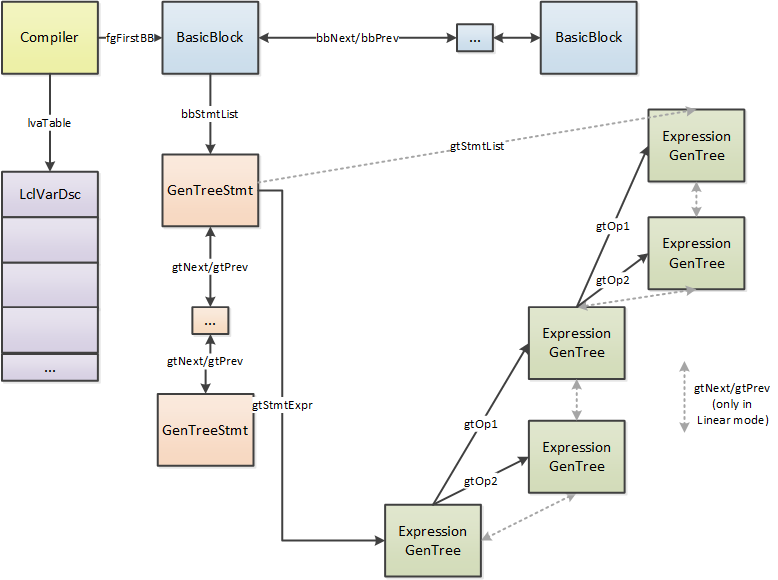 Compiler
fgFirstBB
BasicBlock
bbNext/bbPrev
...
BasicBlock
lvaTable
bbStmtList
gtStmtList
Expression
GenTree
LclVarDsc
GenTreeStmt
gtOp1
Expression
GenTree
gtNext/gtPrev
gtOp2
...
Expression
GenTree
gtNext/gtPrev
...
gtStmtExpr
gtNext/gtPrev
(only in
Linear mode)
gtOp1
GenTreeStmt
Expression
GenTree
gtOp2
Expression
GenTree